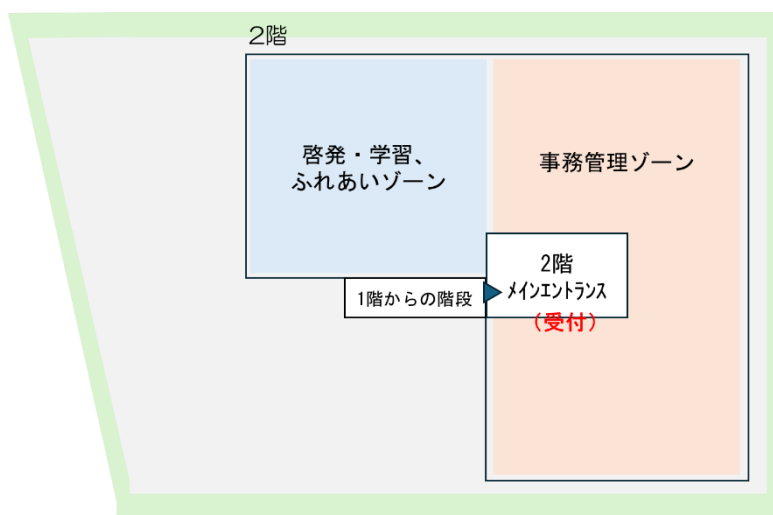 2階
啓発・学習、
ふれあいゾーン
事務管理ゾーン
2階
ﾒｲﾝｴﾝﾄﾗﾝｽ
（受付）
1階からの階段